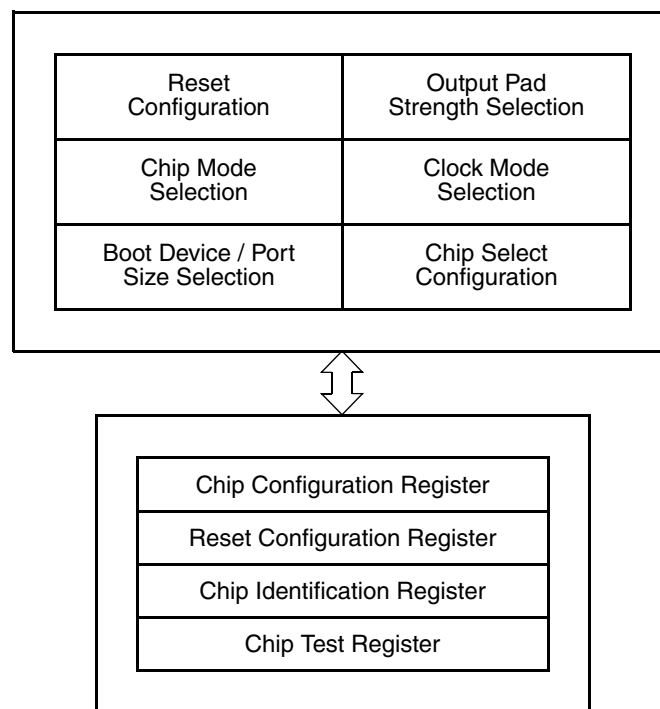 Reset
Configuration
Output Pad
Strength Selection
Chip Mode
Selection
Clock Mode
Selection
Boot Device / Port
Size Selection
Chip Select
Configuration
Chip Configuration Register
Reset Configuration Register
Chip Identification Register
Chip Test Register